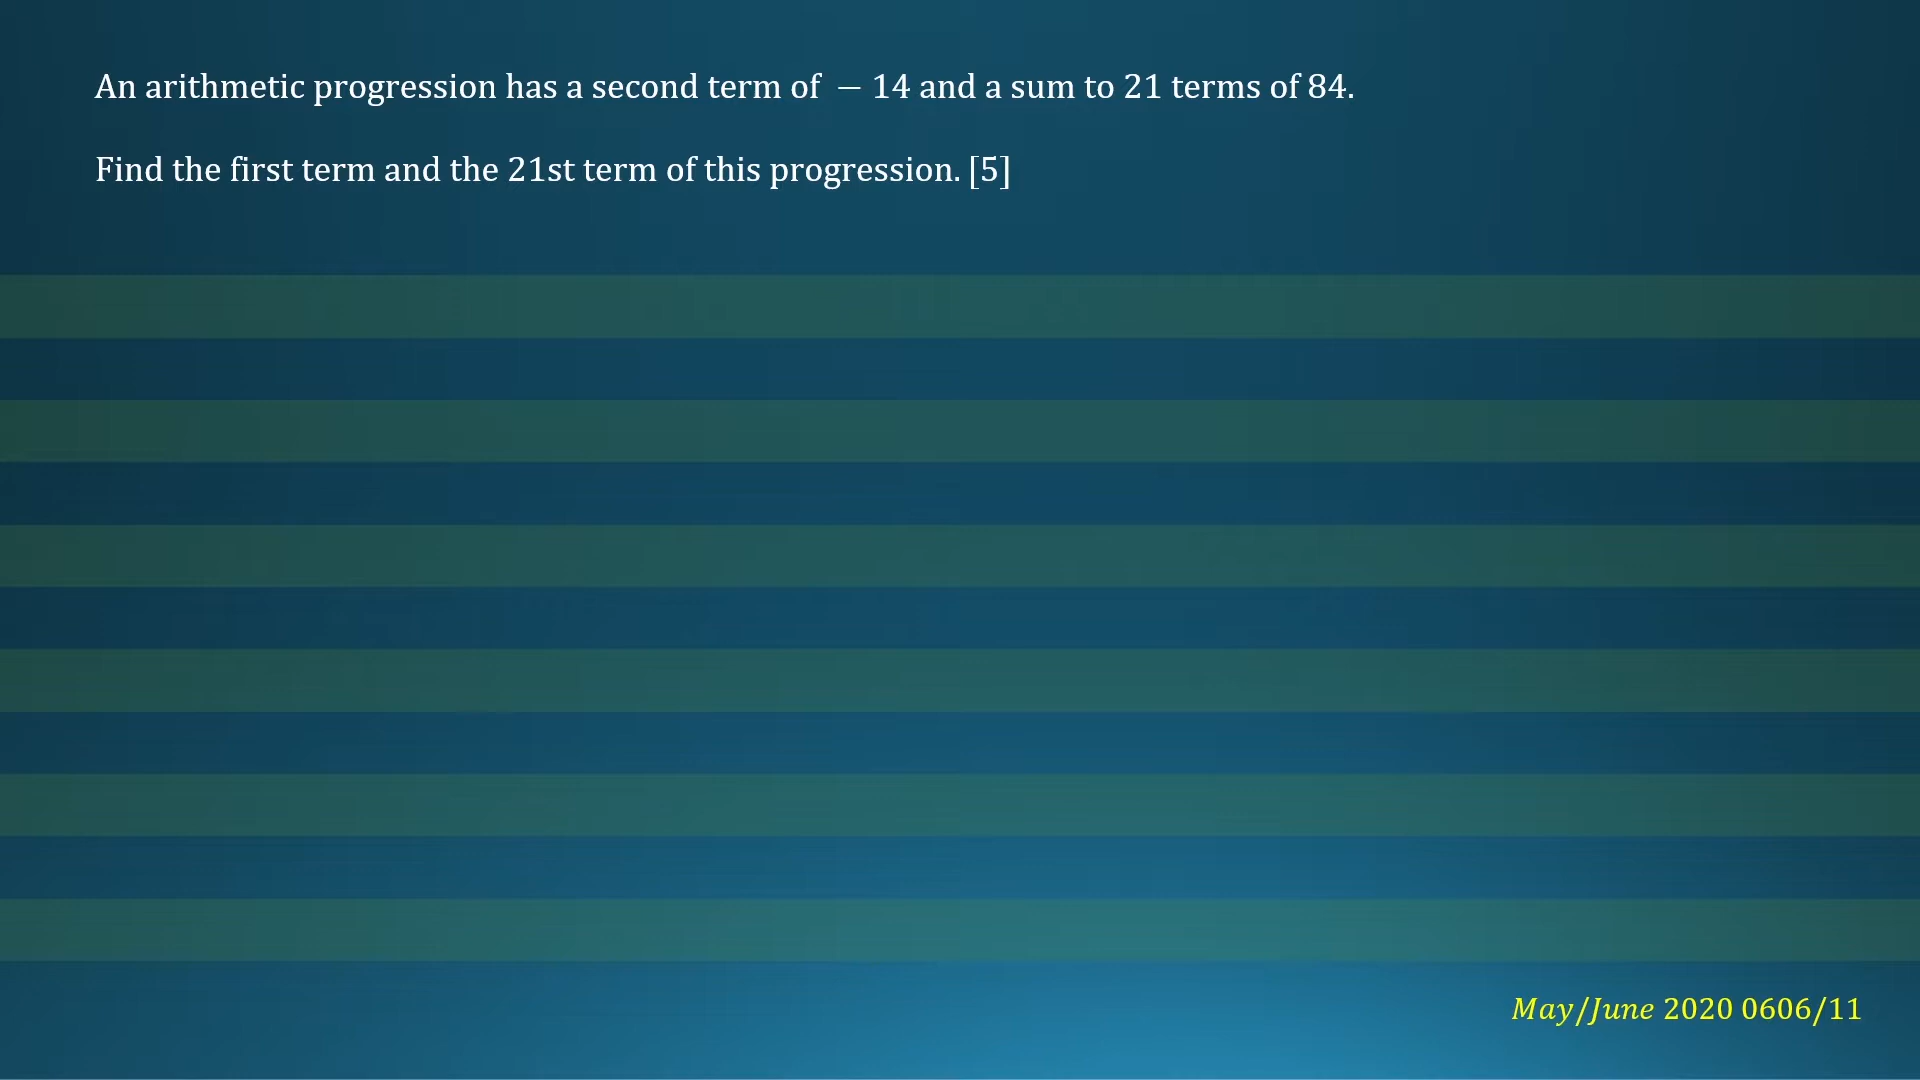 An arithmetic progression has a second term of − 14 and a sum to 21 terms of 84.
Find the first term and the 21st term of this progression. [5]
May/June 2020 0606/11